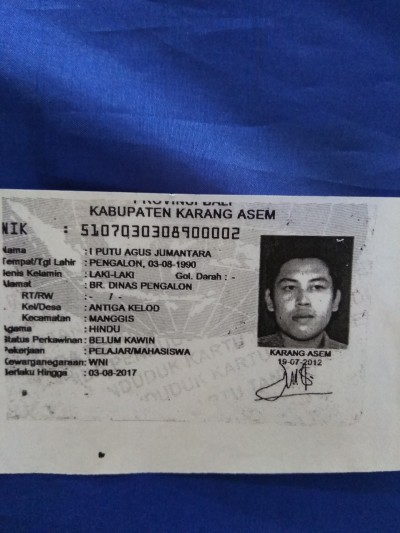 PROVINSI BALI
KABUPATEN KARANG ASEM
NIK : 5107030308900002
Nama : I PUTU AGUS JUMANTARA
Tempat/Tgl Lahir : PENGALON, 03-08-1990
Jenis Kelamin : LAKI-LAKI Gol. Darah : -
Alamat : BR. DINAS PENGALON
RT/RW : - / -
Kel/Desa : ANTIGA KELOD
Kecamatan : MANGGIS
Agama : HINDU
Status Perkawinan : BELUM KAWIN
Pekerjaan : PELAJAR/MAHASISWA
Kewarganegaraan : WNI
Berlaku Hingga : 03-08-2017
KARANG ASEM
19-07-2012